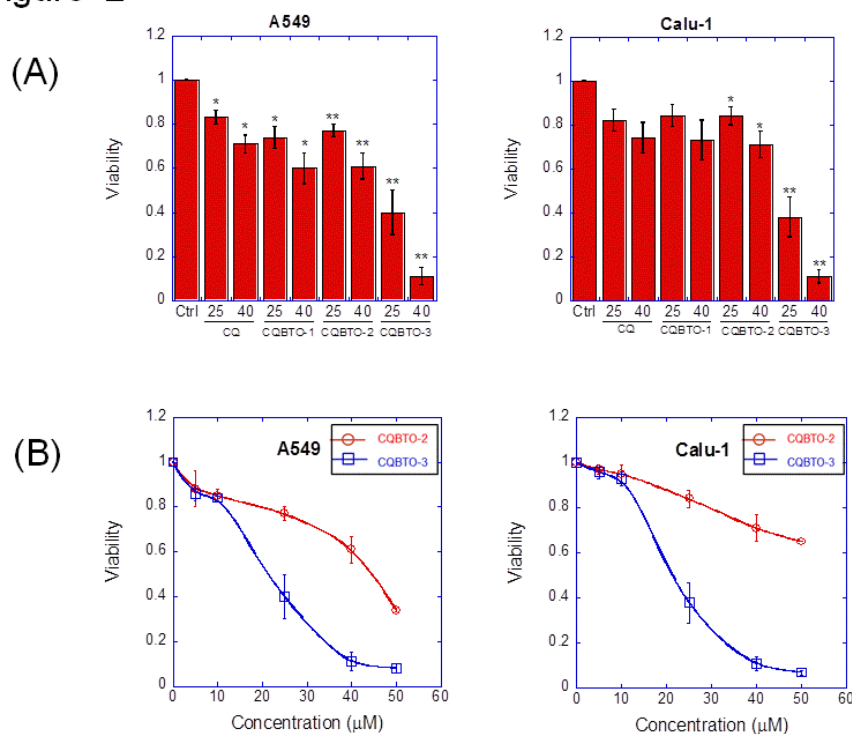 (A)
A549
Viability
1.2
1
0.8
0.6
0.4
0.2
0
* * * * ** ** ** **
Ctrl 25 40 25 40 25 40 25 40
CQ CQBTO-1 CQBTO-2 CQBTO-3
Calu-1
Viability
1.2
1
0.8
0.6
0.4
0.2
0
* * ** **
Ctrl 25 40 25 40 25 40 25 40
CQ CQBTO-1 CQBTO-2 CQBTO-3
(B)
A549
CQBTO-2
CQBTO-3
Viability
1.2
1
0.8
0.6
0.4
0.2
0
0 10 20 30 40 50 60
Concentration (μM)
Calu-1
CQBTO-2
CQBTO-3
Viability
1.2
1
0.8
0.6
0.4
0.2
0
0 10 20 30 40 50 60
Concentration (μM)